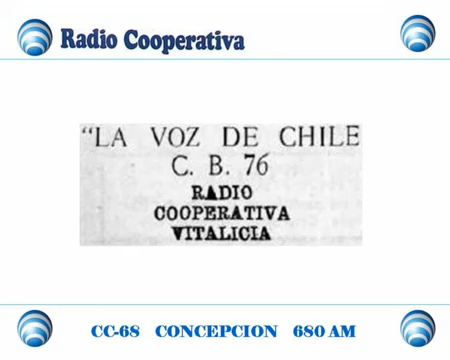 Radio Cooperativa
"LA VOZ DE CHILE
C. B. 76
RADIO
COOPERATIVA
VITALICIA
CC-68 CONCEPCION 680 AM